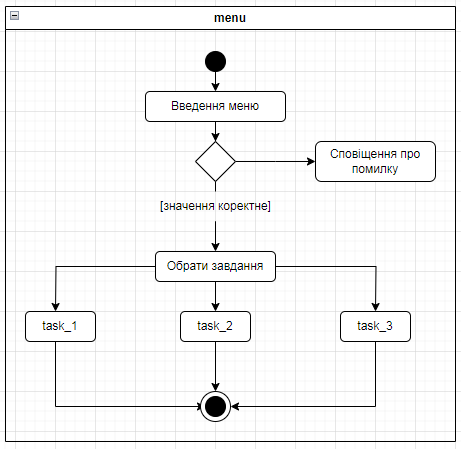 menu
Введення меню
Сповіщення про
помилку
[значення коректне]
Обрати завдання
task_1
task_2
task_3